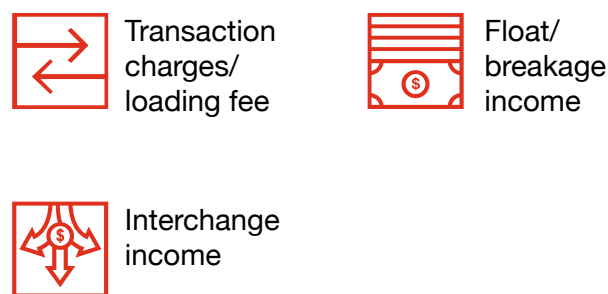 Transaction
charges/
loading fee
Float/
breakage
income
$
Interchange
income
$